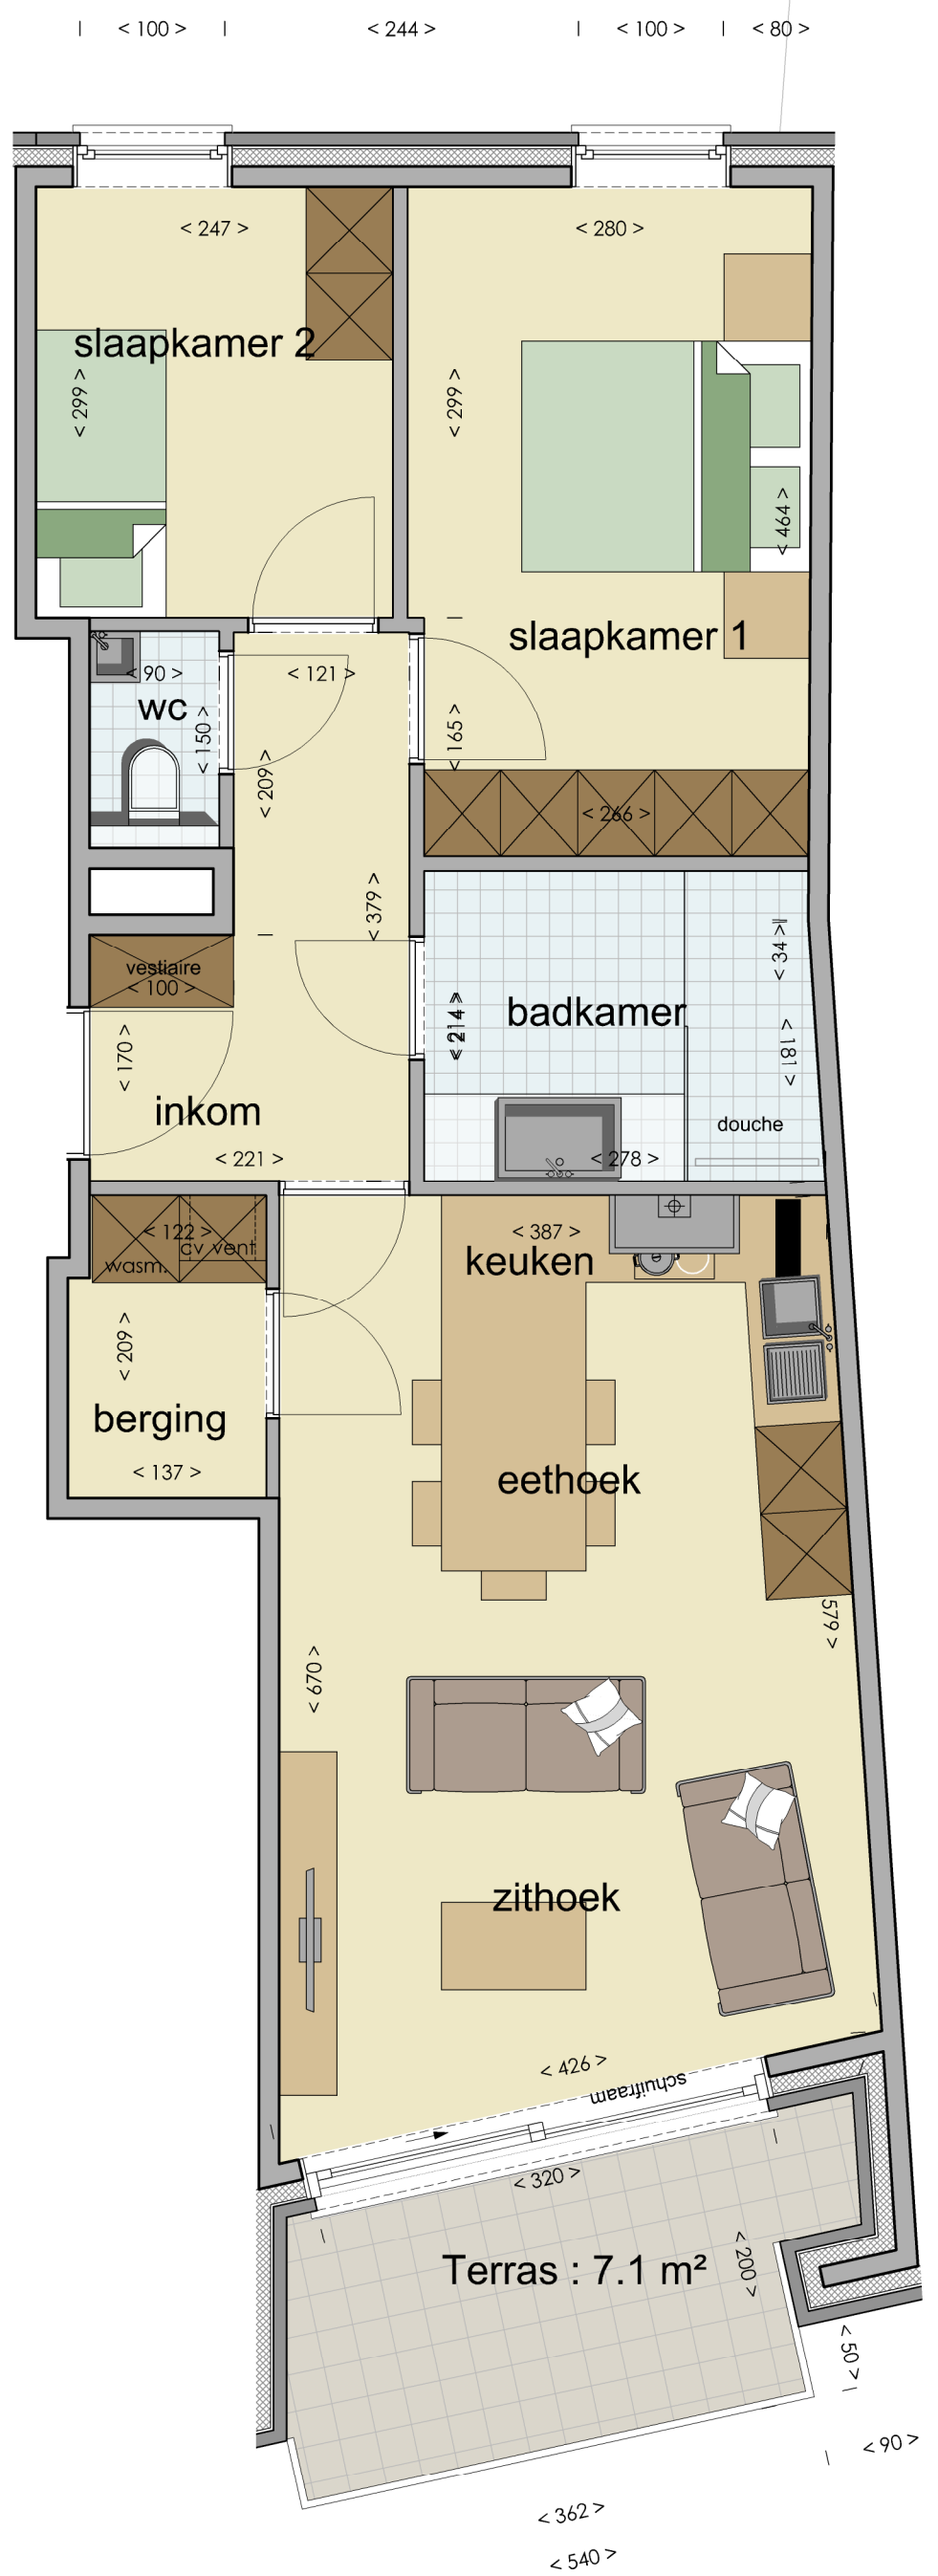 < 100 > < 244 > < 100 > < 80 >
< 247 > < 280 >
slaapkamer 2
< 299 > < 299 >
< 464 >
slaapkamer 1
< 90 > < 121 >
wc
< 150 > < 165 >
< 209 >
< 266 >
< 379 >
< 34 >
vestiaire
< 100 >
badkamer
< 214 >
< 170 > < 181 >
inkom
douche
< 221 > < 278 >
< 122 > < 387 >
cv vent
keuken
wasm.
< 209 >
berging
< 137 >
eethoek
579 >
< 670 >
zithoek
< 426 >
schuifraam
< 320 >
Terras : 7.1 m²
< 200 >
< 50 >
< 90 >
< 362 >
< 540 >